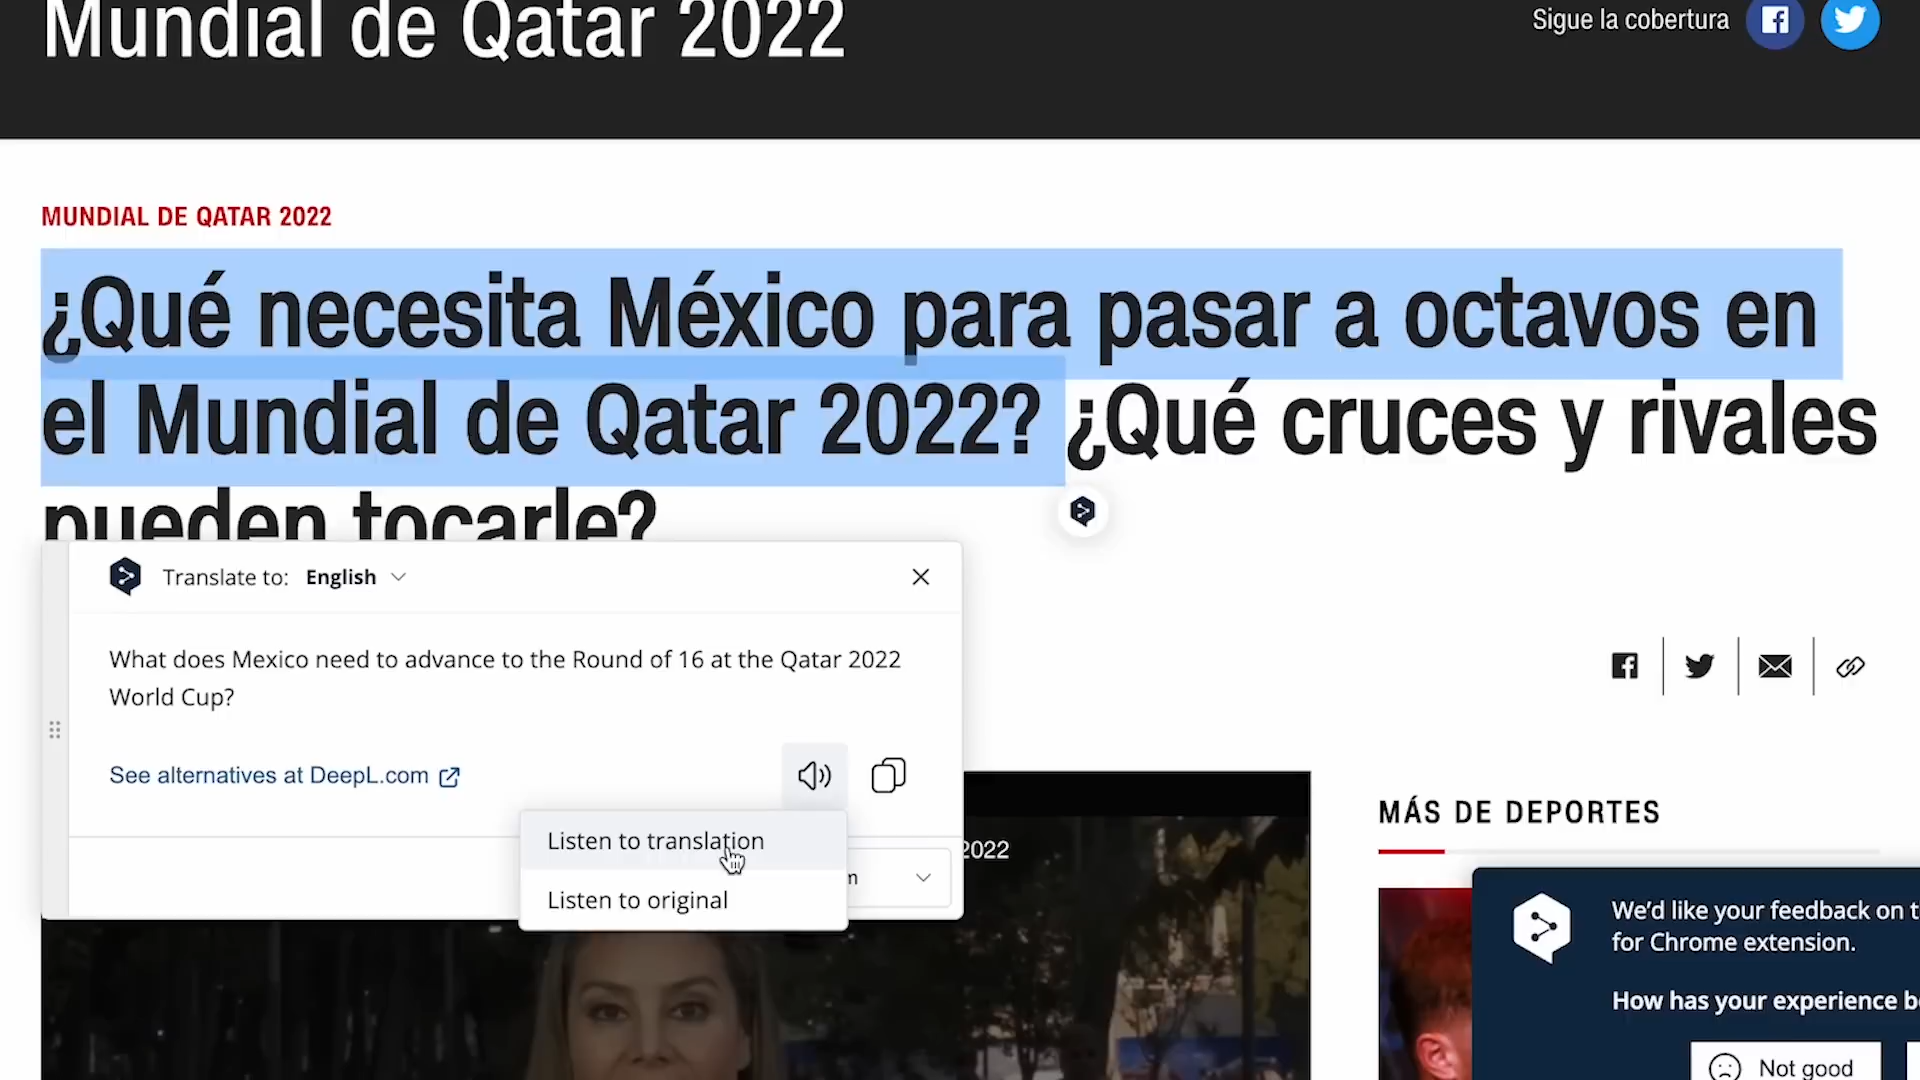 Mundial de Qatar 2022
Sigue la cobertura
MUNDIAL DE QATAR 2022
¿Qué necesita México para pasar a octavos en
el Mundial de Qatar 2022? ¿Qué cruces y rivales
pueden tocarle?
Translate to: English
What does Mexico need to advance to the Round of 16 at the Qatar 2022
World Cup?
See alternatives at DeepL.com
Listen to translation
Listen to original
2022
MÁS DE DEPORTES
We'd like your feedback on
for Chrome extension.
How has your experience
Not good